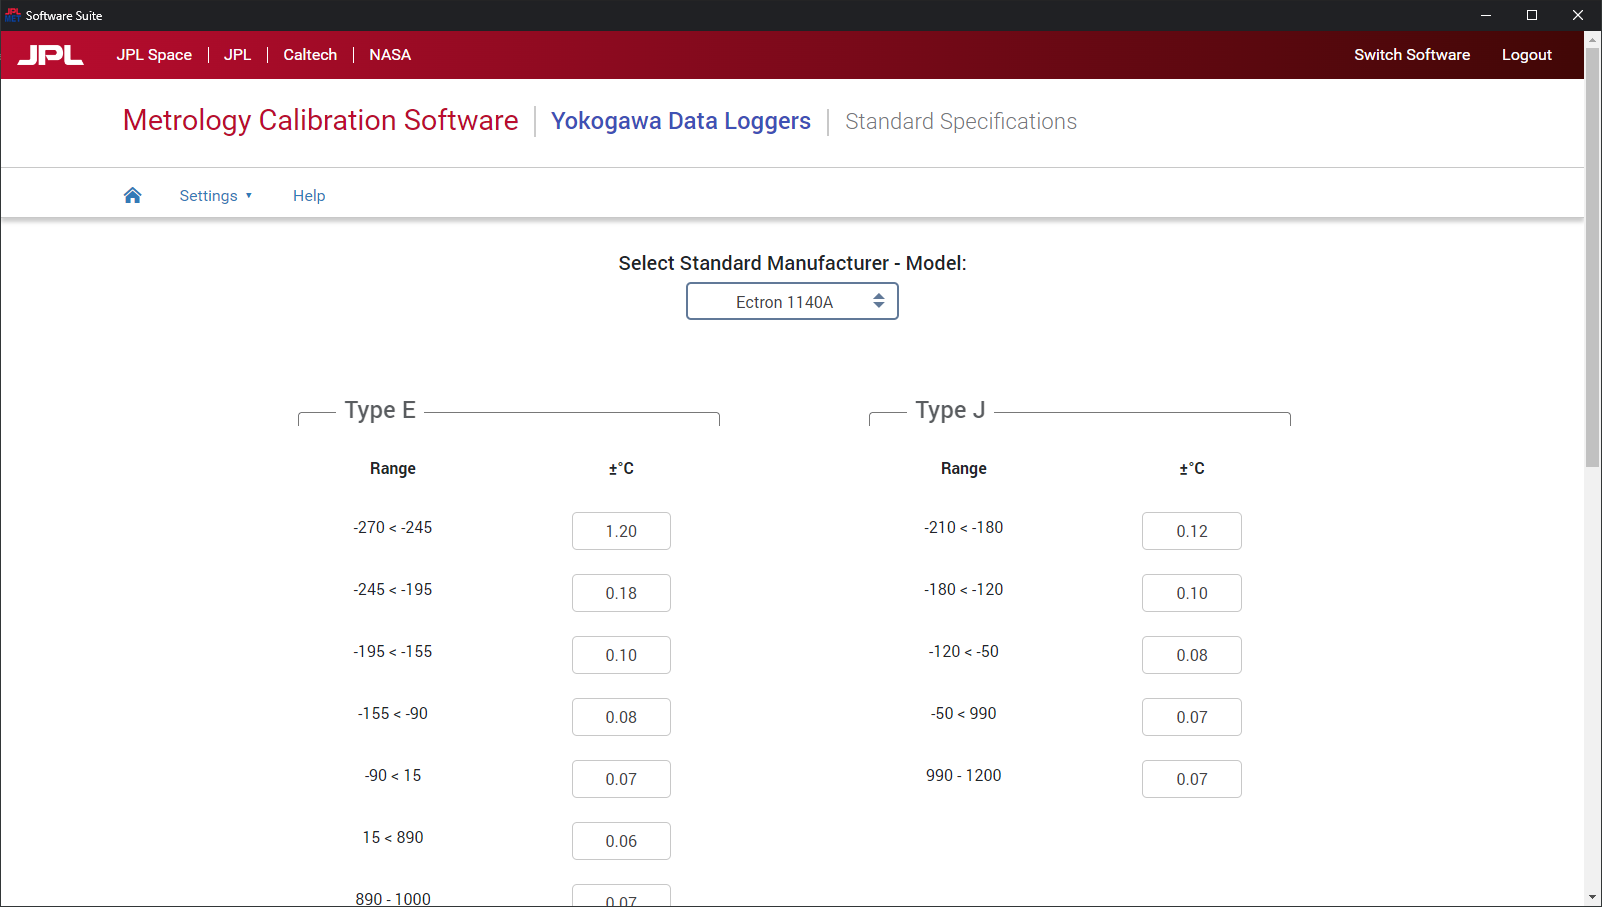 Software Suite
JPL JPL Space JPL Caltech NASA Switch Software Logout
Metrology Calibration Software Yokogawa Data Loggers Standard Specifications
Settings ▼ Help
Select Standard Manufacturer - Model:
Ectron 1140A
Type E Type J
Range ±°C Range ±°C
-270 < -245 1.20 -210 < -180 0.12
-245 < -195 0.18 -180 < -120 0.10
-195 < -155 0.10 -120 < -50 0.08
-155 < -90 0.08 -50 < 990 0.07
-90 < 15 0.07 990 - 1200 0.07
15 < 890 0.06
890 - 1000 0.07